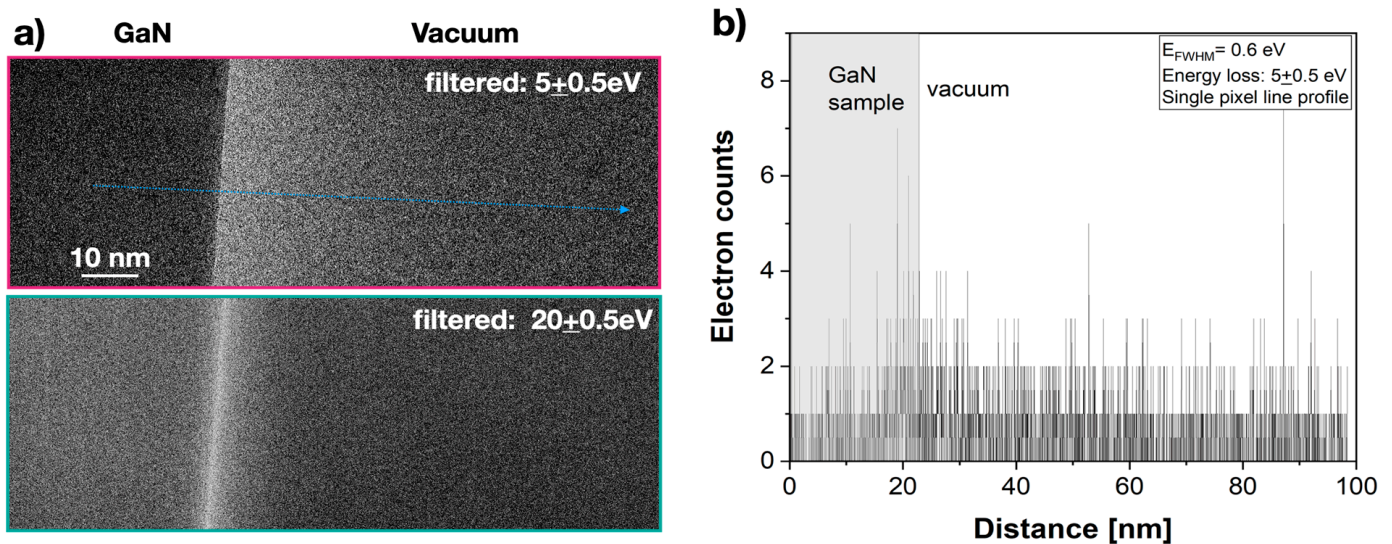 a)
GaN
Vacuum
filtered: 5±0.5eV
10 nm
filtered: 20±0.5eV
b)
E_FWHM= 0.6 eV
Energy loss: 5±0.5 eV
Single pixel line profile
GaN
sample
vacuum
Electron counts
8
6
4
2
0
0
20
40
60
80
100
Distance [nm]